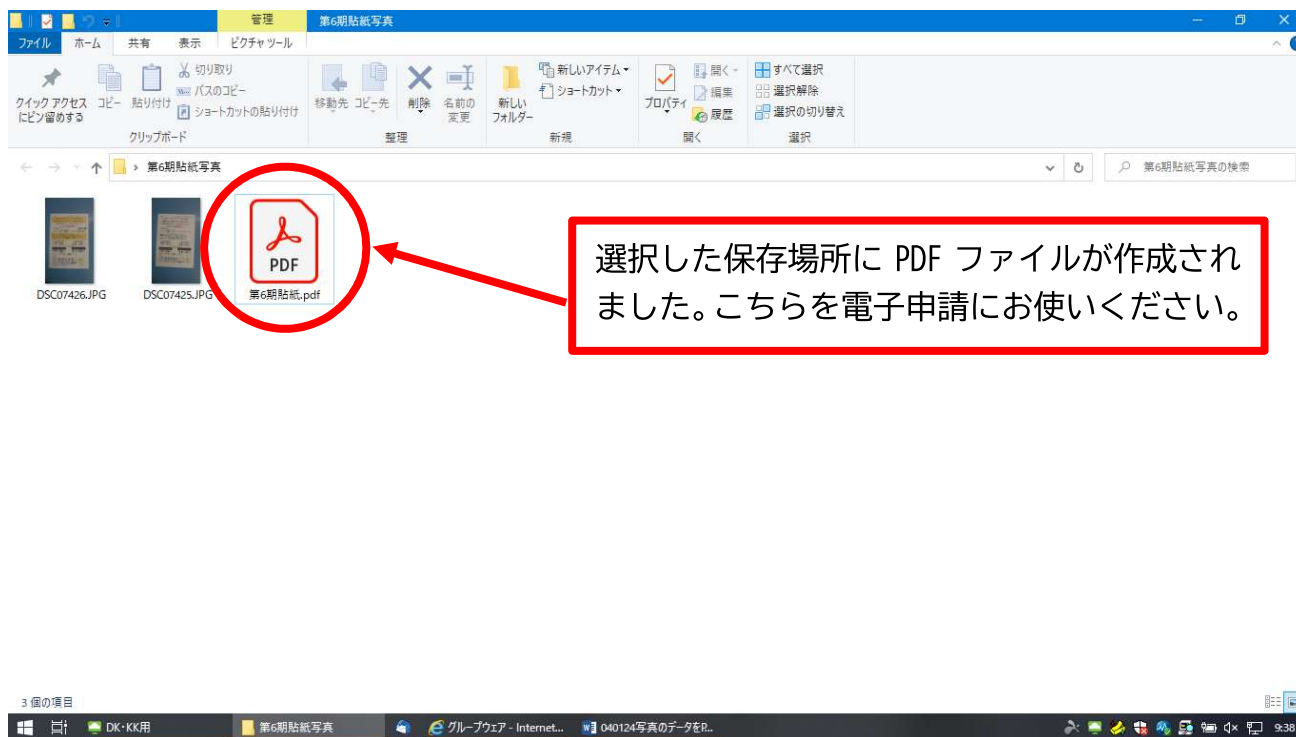 管理
第6期貼紙写真
ファイル ホーム 共有 表示 ピクチャ ツール
クイック アクセス
にピン留めする
コピー
貼り付け
切り取り
パスのコピー
ショートカットの貼り付け
クリップボード
移動先 コピー先 削除 名前の
変更
整理
新しい
フォルダー
新しいアイテム
ショートカット
新規
プロパティ
開く
編集
履歴
開く
すべて選択
選択解除
選択の切り替え
選択
第6期貼紙写真
第6期貼紙写真の検索
PDF
DSC07426.JPG DSC07425.JPG 第6期貼紙.pdf
選択した保存場所に PDF ファイルが作成され
ました。こちらを電子申請にお使いください。
3 個の項目
DK・KK用 第6期貼紙写真 グループウェア - Internet... 040124写真のデータをP... 9:38